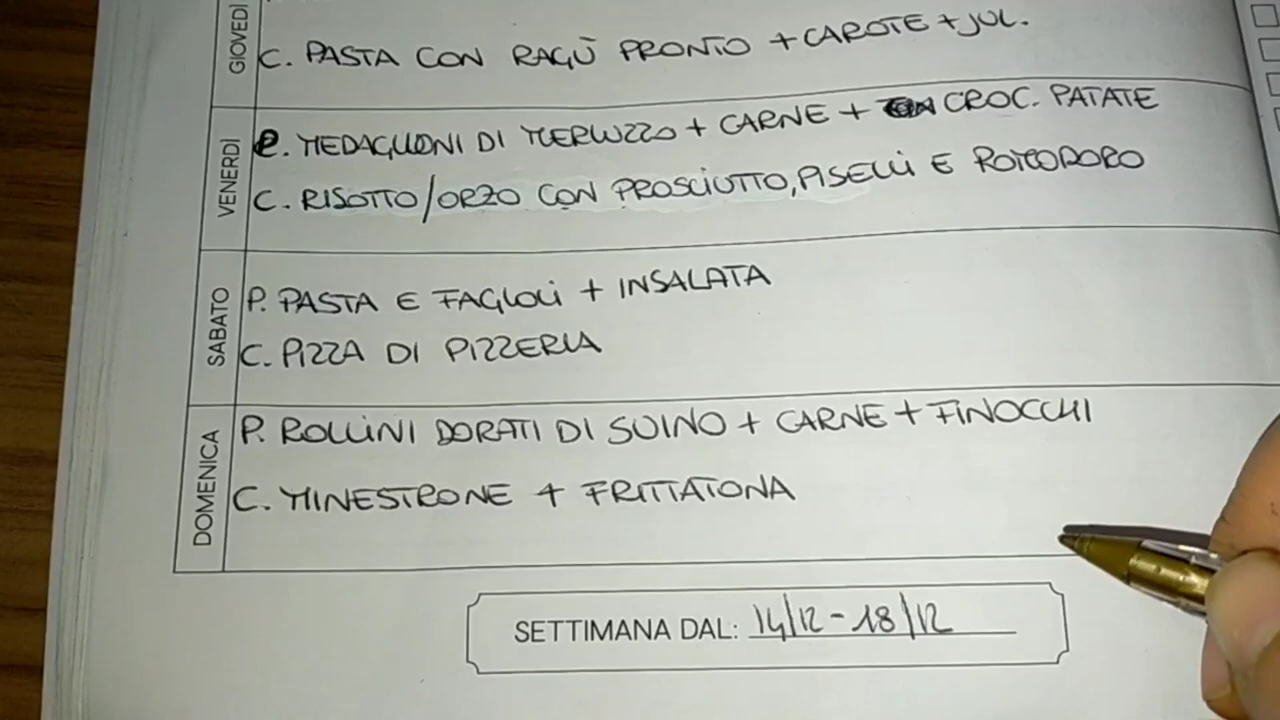 GIOVEDÌ
C. PASTA CON RAGÙ PRONTO + CAROTE + JUL.
VENERDÌ
P. MEDAGLIONI DI MERLUZZO + CARNE + CROC. PATATE
C. RISOTTO/ORZO CON PROSCIUTTO, PISELLI E POMODORO
SABATO
P. PASTA E FAGIOLI + INSALATA
C. PIZZA DI PIZZERIA
DOMENICA
P. ROLLINI DORATI DI SUINO + CARNE + FINOCCHI
C. MINESTRONE + FRITTATONA
SETTIMANA DAL: 14/12 - 18/12